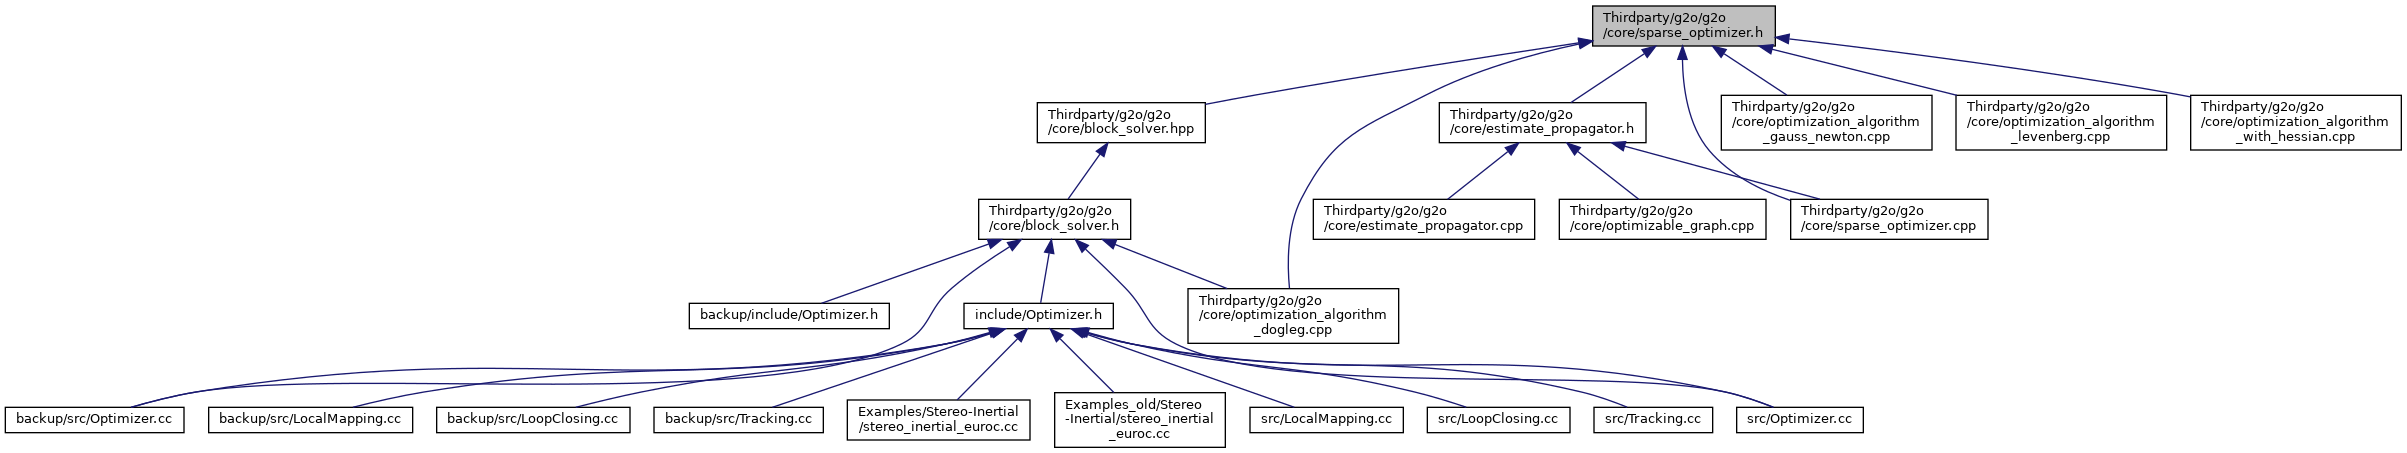 Thirdparty/g2o/g2o
/core/sparse_optimizer.h
Thirdparty/g2o/g2o
/core/block_solver.hpp
Thirdparty/g2o/g2o
/core/estimate_propagator.h
Thirdparty/g2o/g2o
/core/optimization_algorithm
_gauss_newton.cpp
Thirdparty/g2o/g2o
/core/optimization_algorithm
_levenberg.cpp
Thirdparty/g2o/g2o
/core/optimization_algorithm
_with_hessian.cpp
Thirdparty/g2o/g2o
/core/block_solver.h
Thirdparty/g2o/g2o
/core/estimate_propagator.cpp
Thirdparty/g2o/g2o
/core/optimizable_graph.cpp
Thirdparty/g2o/g2o
/core/sparse_optimizer.cpp
backup/include/Optimizer.h
include/Optimizer.h
Thirdparty/g2o/g2o
/core/optimization_algorithm
_dogleg.cpp
backup/src/Optimizer.cc
backup/src/LocalMapping.cc
backup/src/LoopClosing.cc
backup/src/Tracking.cc
Examples/Stereo-Inertial
/stereo_inertial_euroc.cc
Examples_old/Stereo
-Inertial/stereo_inertial
_euroc.cc
src/LocalMapping.cc
src/LoopClosing.cc
src/Tracking.cc
src/Optimizer.cc